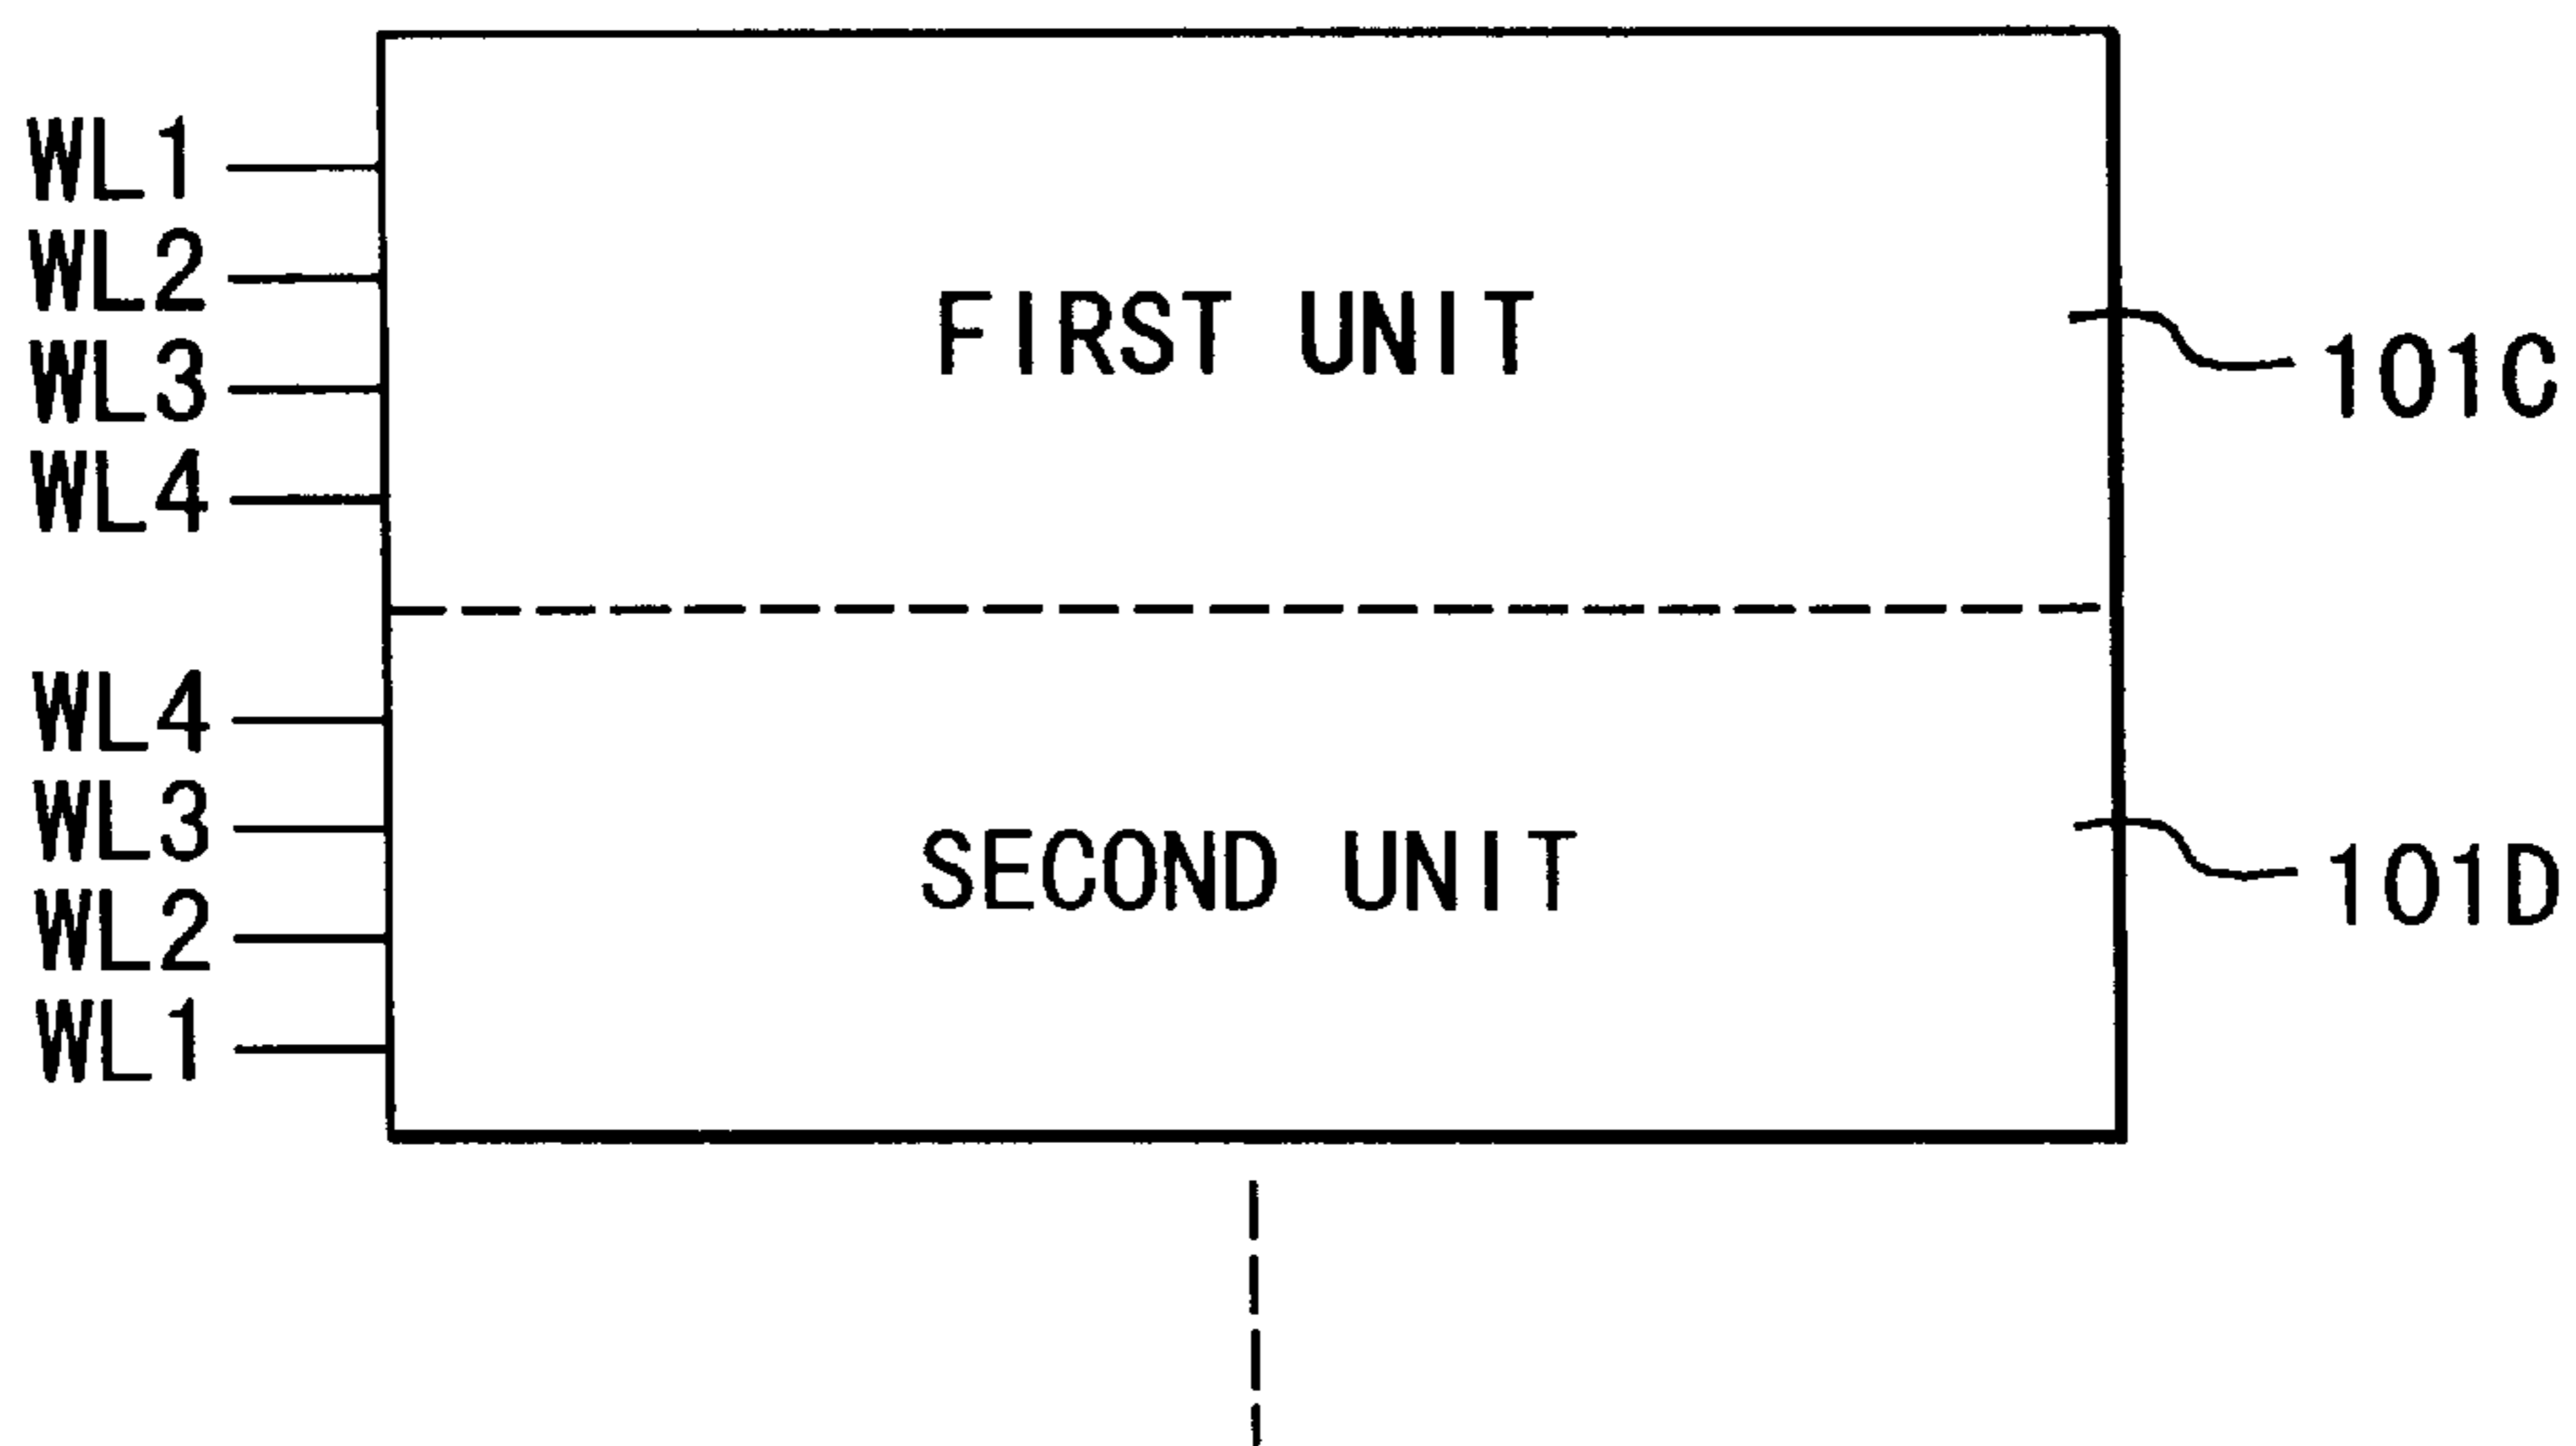 WL1
WL2
WL3
WL4
FIRST UNIT
101C
WL4
WL3
WL2
WL1
SECOND UNIT
101D